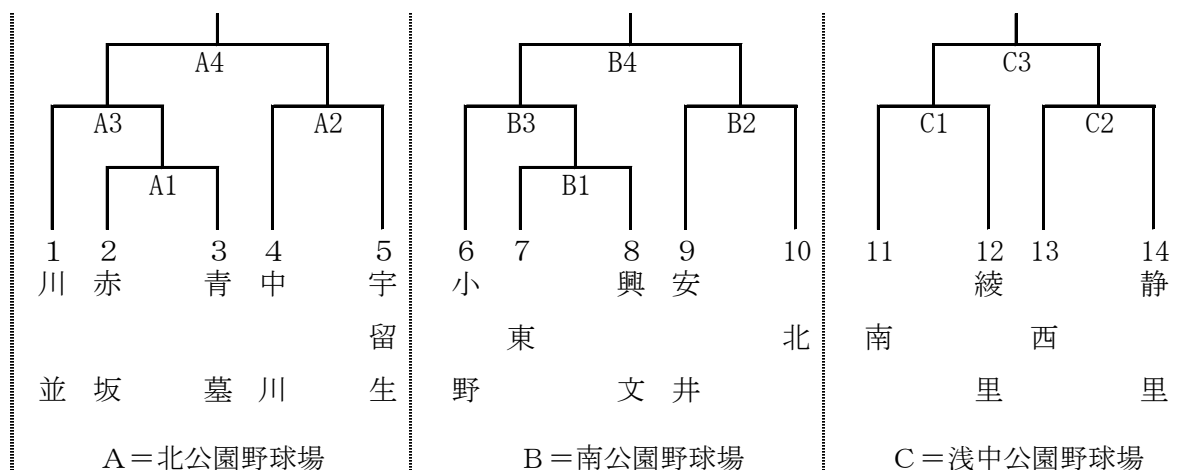 A4 B4 C3
A3 A2 B3 B2 C1 C2
A1 B1
1 2 3 4 5 6 7 8 9 10 11 12 13 14
川並
赤坂
青墓
中川
宇留生
小野
東
興文
安井
北
南
綾里
西
静里
A＝北公園野球場
B＝南公園野球場
C＝浅中公園野球場